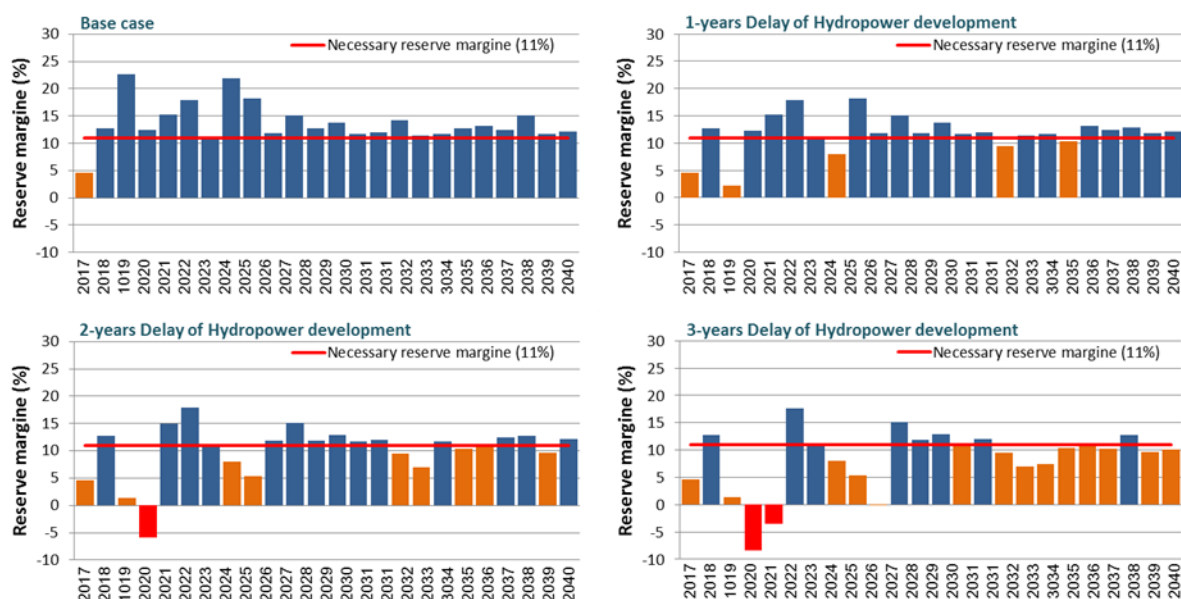 Base case
Necessary reserve margine (11%)
Reserve margine (%)
30
25
20
15
10
5
0
-5
-10
2017 2018 1019 2020 2021 2022 2023 2024 2025 2026 2027 2028 2029 2030 2031 2031 2032 2033 3034 2035 2036 2037 2038 2039 2040
1-years Delay of Hydropower development
Necessary reserve margine (11%)
Reserve margine (%)
30
25
20
15
10
5
0
-5
-10
2017 2018 1019 2020 2021 2022 2023 2024 2025 2026 2027 2028 2029 2030 2031 2031 2032 2033 3034 2035 2036 2037 2038 2039 2040
2-years Delay of Hydropower development
Necessary reserve margine (11%)
Reserve margine (%)
30
25
20
15
10
5
0
-5
-10
2017 2018 1019 2020 2021 2022 2023 2024 2025 2026 2027 2028 2029 2030 2031 2031 2032 2033 3034 2035 2036 2037 2038 2039 2040
3-years Delay of Hydropower development
Necessary reserve margine (11%)
Reserve margine (%)
30
25
20
15
10
5
0
-5
-10
2017 2018 1019 2020 2021 2022 2023 2024 2025 2026 2027 2028 2029 2030 2031 2031 2032 2033 3034 2035 2036 2037 2038 2039 2040